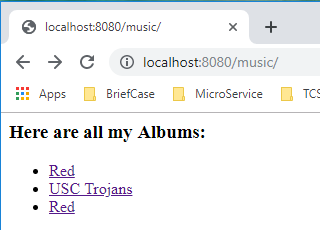 localhost:8080/music/
localhost:8080/music/
Apps BriefCase MicroService TCS
Here are all my Albums:
Red
USC Trojans
Red